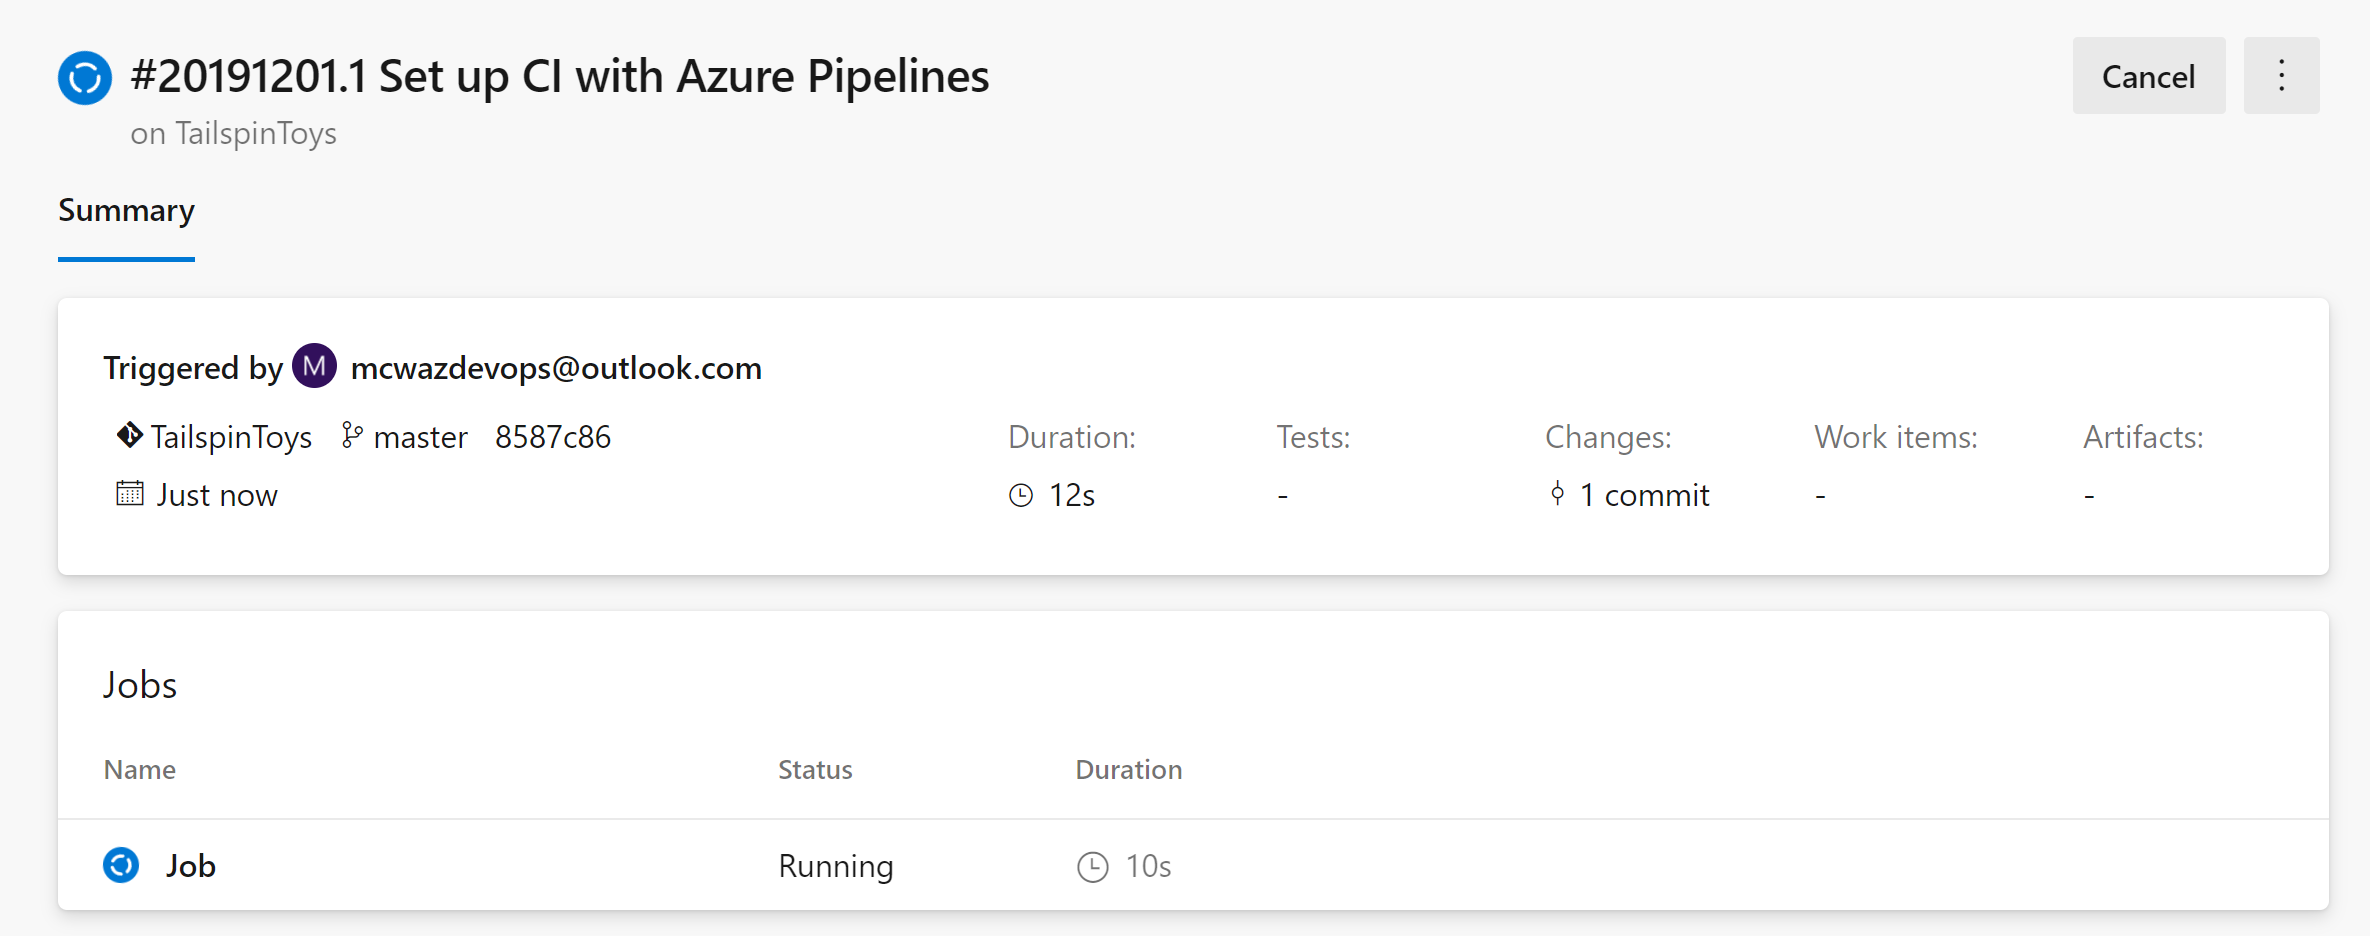 #20191201.1 Set up CI with Azure Pipelines
Cancel
on TailspinToys
Summary
Triggered by M mcwazdevops@outlook.com
TailspinToys master 8587c86
Just now
Duration: Tests: Changes: Work items: Artifacts:
12s - 1 commit - -
Jobs
Name Status Duration
Job Running 10s